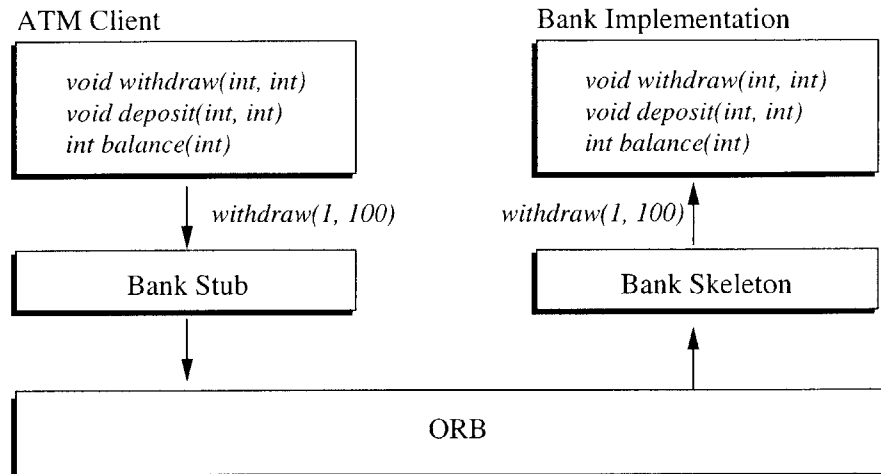 ATM Client
void withdraw(int, int)
void deposit(int, int)
int balance(int)
withdraw(1, 100)
Bank Stub
Bank Implementation
void withdraw(int, int)
void deposit(int, int)
int balance(int)
withdraw(1, 100)
Bank Skeleton
ORB